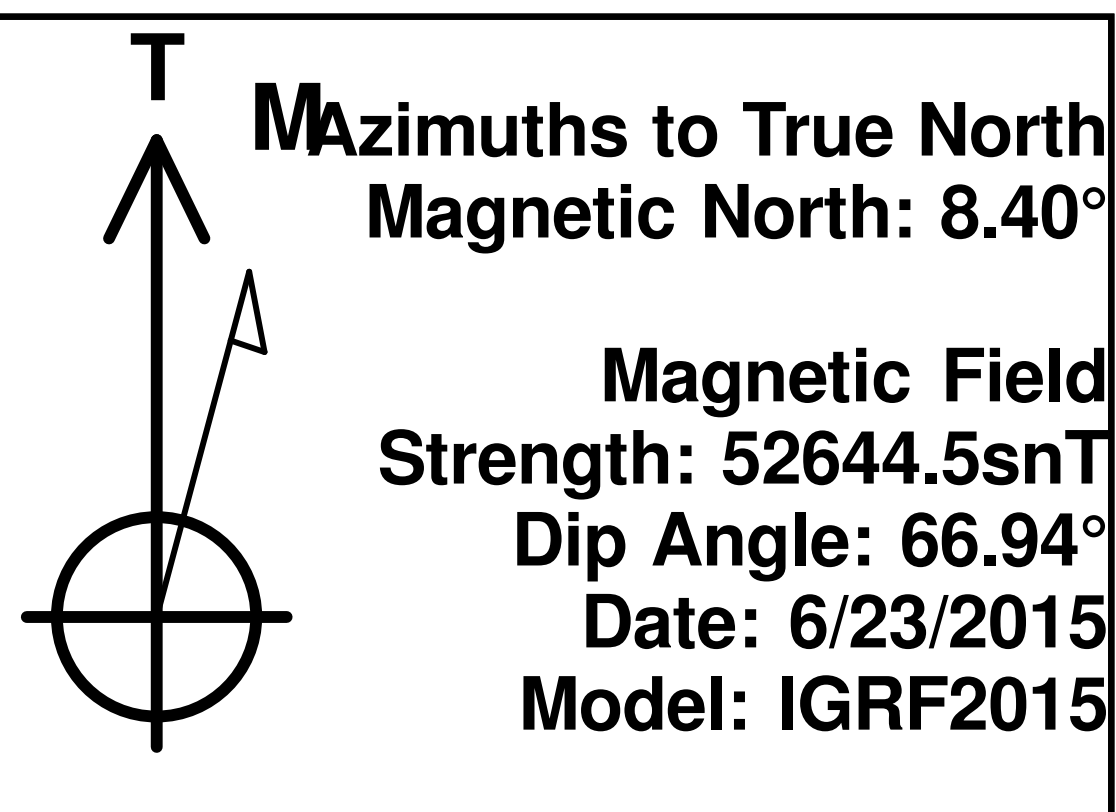 T
M
Azimuths to True North
Magnetic North: 8.40°
Magnetic Field
Strength: 52644.5snT
Dip Angle: 66.94°
Date: 6/23/2015
Model: IGRF2015